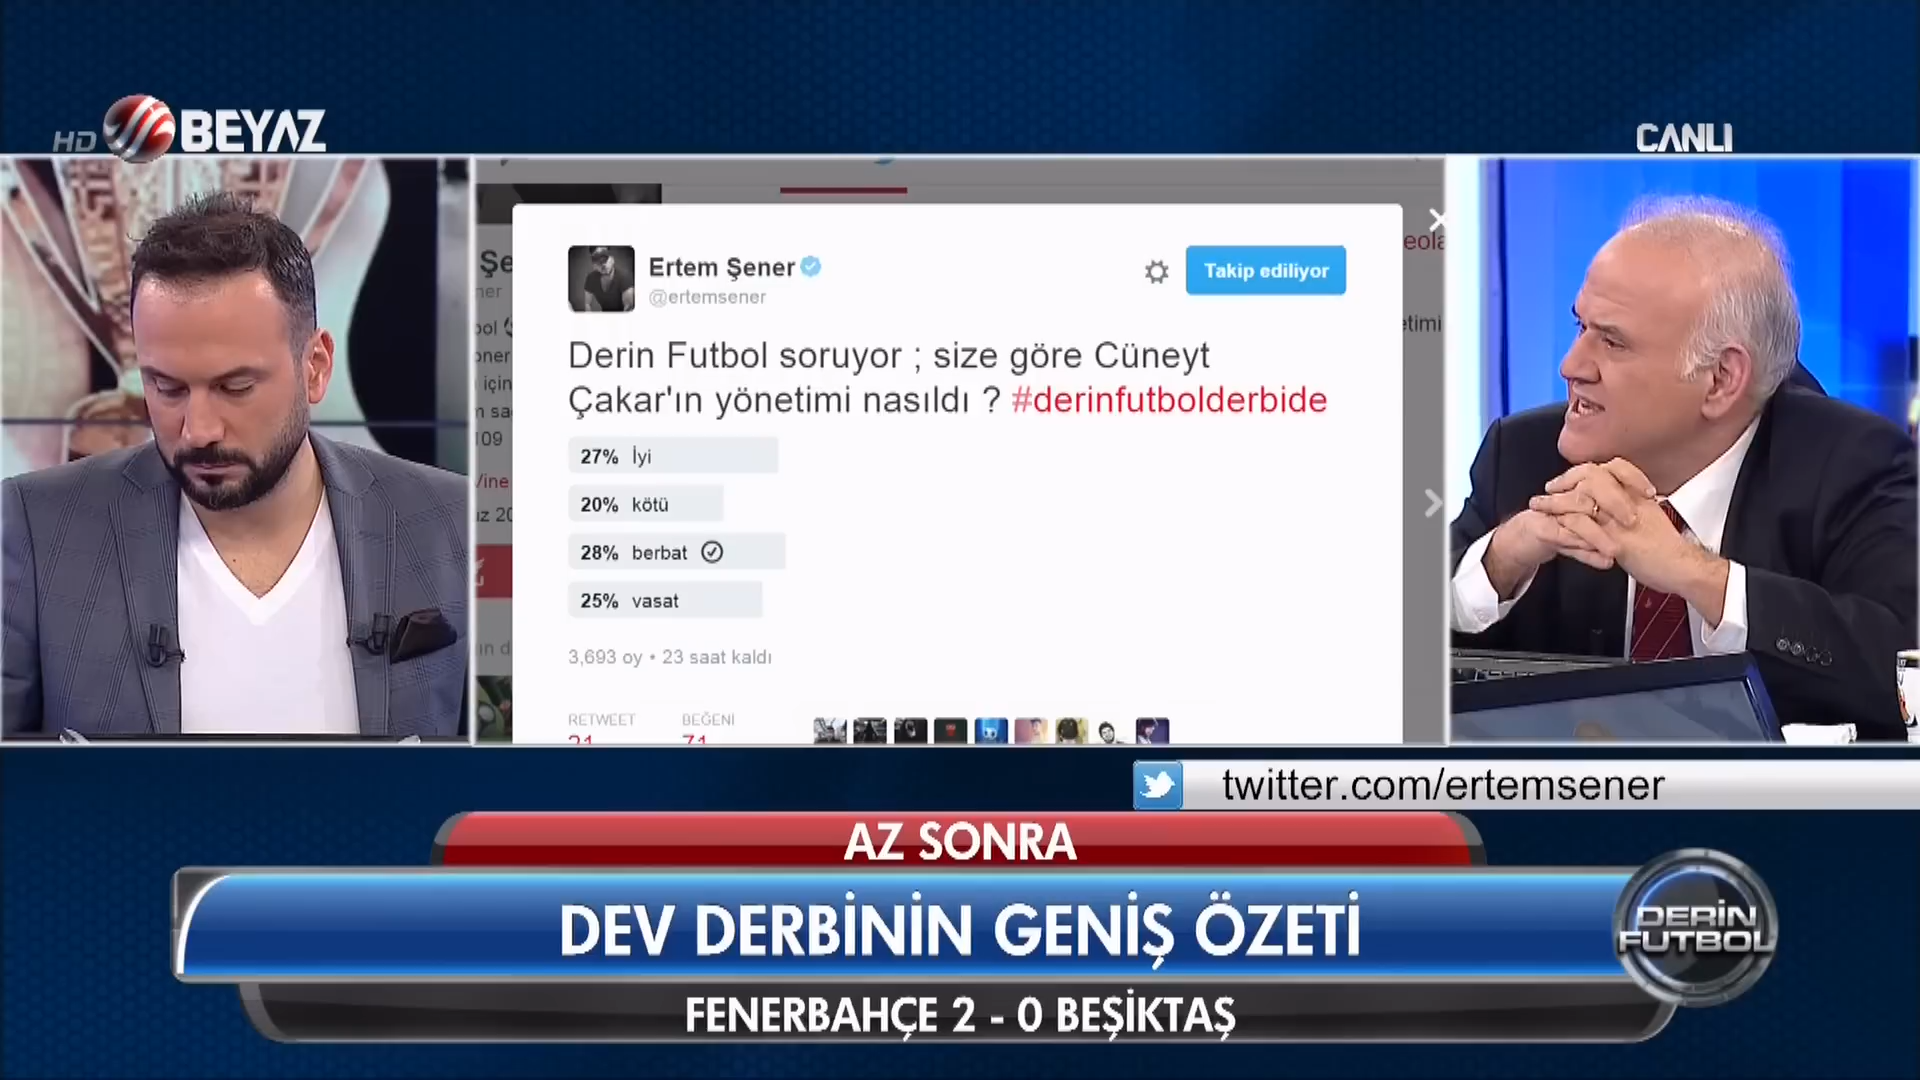 HD BEYAZ
CANLI
Ertem Şener
@ertemsener
Takip ediliyor
Derin Futbol soruyor ; size göre Cüneyt
Çakar'ın yönetimi nasıldı ? #derinfutbolderbide
27% İyi
20% kötü
28% berbat
25% vasat
3,693 oy • 23 saat kaldı
RETWEET BEĞENİ
21 71
twitter.com/ertemsener
AZ SONRA
DEV DERBİNİN GENİŞ ÖZETİ
DERİN
FUTBOL
FENERBAHÇE 2 - 0 BEŞİKTAŞ